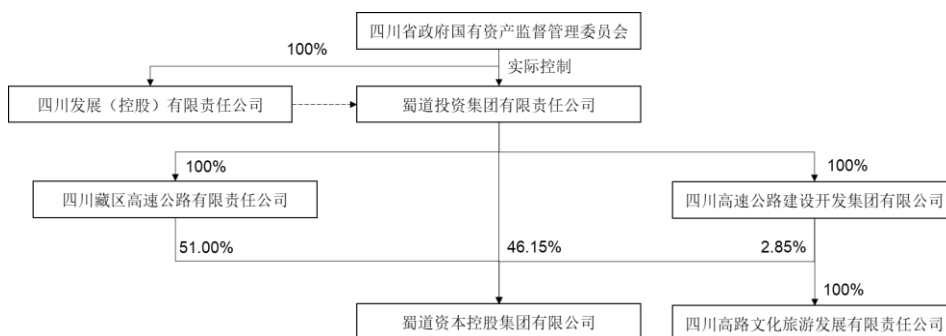 四川省政府国有资产监督管理委员会
100%
实际控制
四川发展（控股）有限责任公司
蜀道投资集团有限责任公司
100%
100%
四川藏区高速公路有限责任公司
四川高速公路建设开发集团有限公司
51.00%
46.15%
2.85%
100%
蜀道资本控股集团有限公司
四川高路文化旅游发展有限责任公司